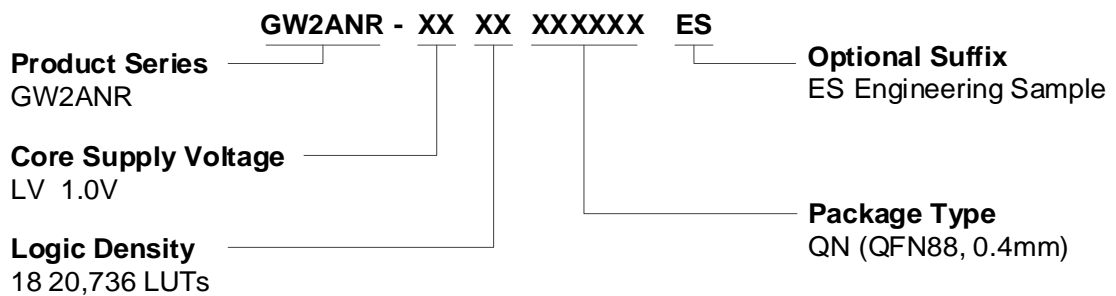 GW2ANR - XX XX XXXXXX ES
Product Series
GW2ANR
Optional Suffix
ES Engineering Sample
Core Supply Voltage
LV 1.0V
Package Type
QN (QFN88, 0.4mm)
Logic Density
18 20,736 LUTs